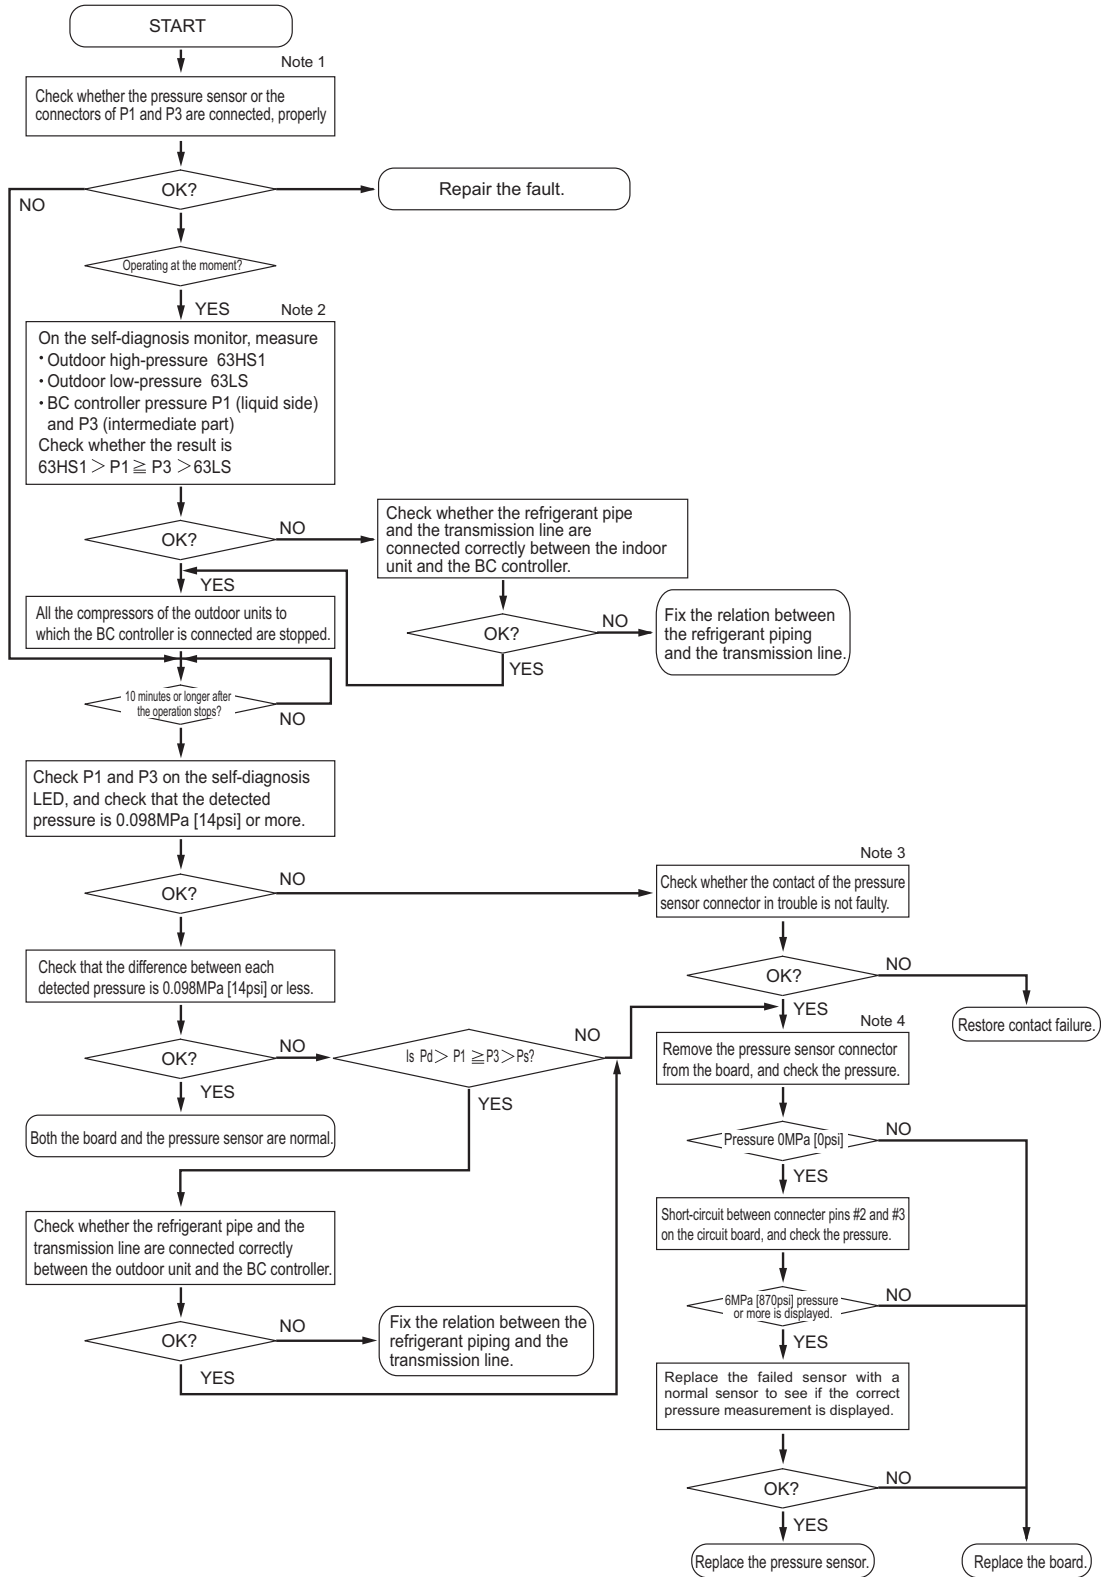 START
Note 1
Check whether the pressure sensor or the
connectors of P1 and P3 are connected, properly
OK?
Repair the fault.
NO
Operating at the moment?
YES
Note 2
On the self-diagnosis monitor, measure
・Outdoor high-pressure 63HS1
・Outdoor low-pressure 63LS
・BC controller pressure P1 (liquid side)
and P3 (intermediate part)
Check whether the result is
63HS1＞P1≧ P3＞63LS
OK?
NO
Check whether the refrigerant pipe
and the transmission line are
connected correctly between the indoor
unit and the BC controller.
YES
All the compressors of the outdoor units to
which the BC controller is connected are stopped.
OK?
NO
Fix the relation between
the refrigerant piping
and the transmission line.
YES
10 minutes or longer after
the operation stops?
NO
Check P1 and P3 on the self-diagnosis
LED, and check that the detected
pressure is 0.098MPa [14psi] or more.
OK?
NO
Note 3
Check whether the contact of the pressure
sensor connector in trouble is not faulty.
Check that the difference between each
detected pressure is 0.098MPa [14psi] or less.
OK?
NO
Restore contact failure.
YES
Note 4
OK?
NO
Is Pd＞ P1 ≧P3＞Ps?
NO
Remove the pressure sensor connector
from the board, and check the pressure.
YES
YES
Both the board and the pressure sensor are normal.
Pressure 0MPa [0psi]
NO
YES
Check whether the refrigerant pipe and the
transmission line are connected correctly
between the outdoor unit and the BC controller.
Short-circuit between connecter pins #2 and #3
on the circuit board, and check the pressure.
6MPa [870psi] pressure
or more is displayed.
NO
YES
OK?
NO
Fix the relation between the
refrigerant piping and the
transmission line.
YES
Replace the failed sensor with a
normal sensor to see if the correct
pressure measurement is displayed.
OK?
NO
YES
Replace the pressure sensor.
Replace the board.